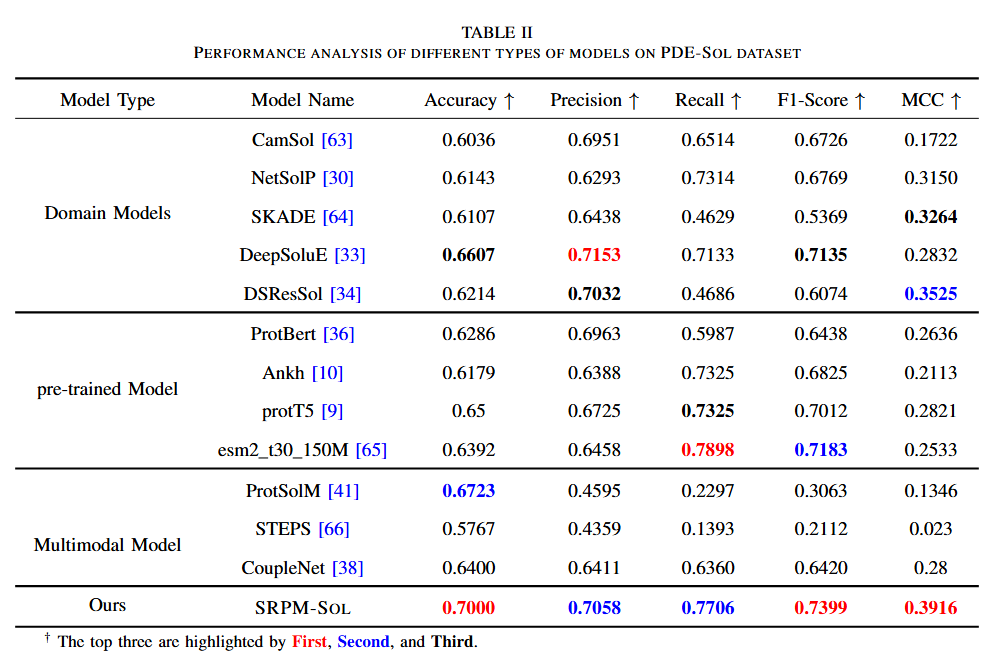 TABLE II
PERFORMANCE ANALYSIS OF DIFFERENT TYPES OF MODELS ON PDE-SOL DATASET
Model Type Model Name Accuracy ↑ Precision ↑ Recall ↑ F1-Score ↑ MCC ↑
CamSol [63] 0.6036 0.6951 0.6514 0.6726 0.1722
NetSolP [30] 0.6143 0.6293 0.7314 0.6769 0.3150
Domain Models SKADE [64] 0.6107 0.6438 0.4629 0.5369 0.3264
DeepSoluE [33] 0.6607 0.7153 0.7133 0.7135 0.2832
DSResSol [34] 0.6214 0.7032 0.4686 0.6074 0.3525
ProtBert [36] 0.6286 0.6963 0.5987 0.6438 0.2636
Ankh [10] 0.6179 0.6388 0.7325 0.6825 0.2113
pre-trained Model
protT5 [9] 0.65 0.6725 0.7325 0.7012 0.2821
esm2_t30_150M [65] 0.6392 0.6458 0.7898 0.7183 0.2533
ProtSolM [41] 0.6723 0.4595 0.2297 0.3063 0.1346
STEPS [66] 0.5767 0.4359 0.1393 0.2112 0.023
Multimodal Model
CoupleNet [38] 0.6400 0.6411 0.6360 0.6420 0.28
Ours SRPM-SOL 0.7000 0.7058 0.7706 0.7399 0.3916
† The top three are highlighted by First, Second, and Third.